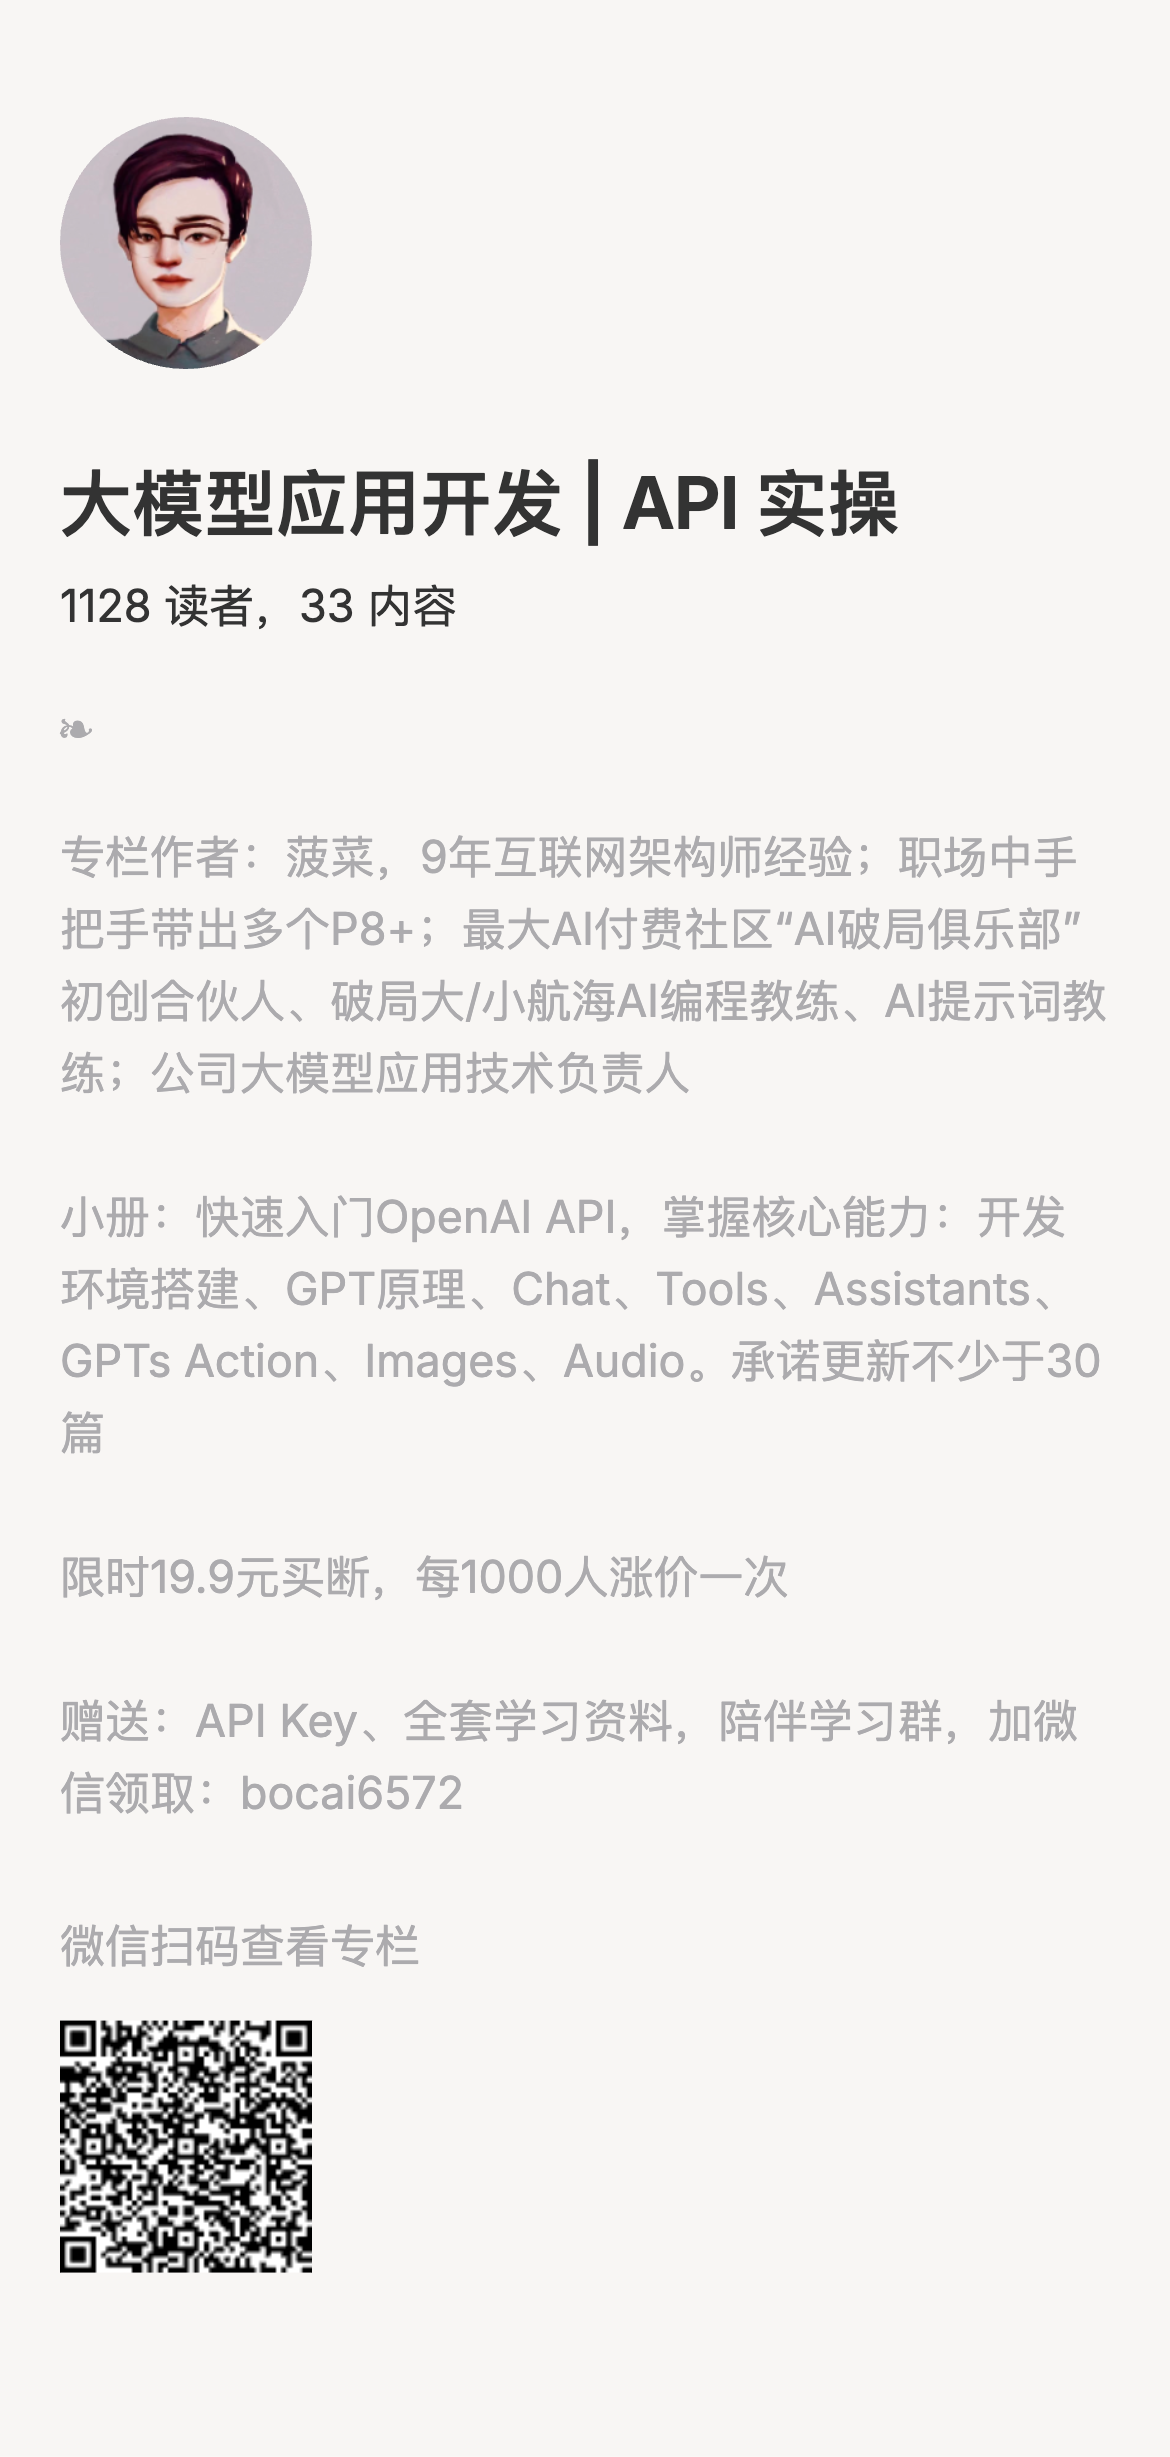 大模型应用开发 | API 实操
1128 读者，33 内容
❧
专栏作者：菠菜，9年互联网架构师经验；职场中手
把手带出多个P8+；最大AI付费社区“AI破局俱乐部”
初创合伙人、破局大/小航海AI编程教练、AI提示词教
练；公司大模型应用技术负责人
小册：快速入门OpenAI API，掌握核心能力：开发
环境搭建、GPT原理、Chat、Tools、Assistants、
GPTs Action、Images、Audio。承诺更新不少于30
篇
限时19.9元买断，每1000人涨价一次
赠送：API Key、全套学习资料，陪伴学习群，加微
信领取：bocai6572
微信扫码查看专栏